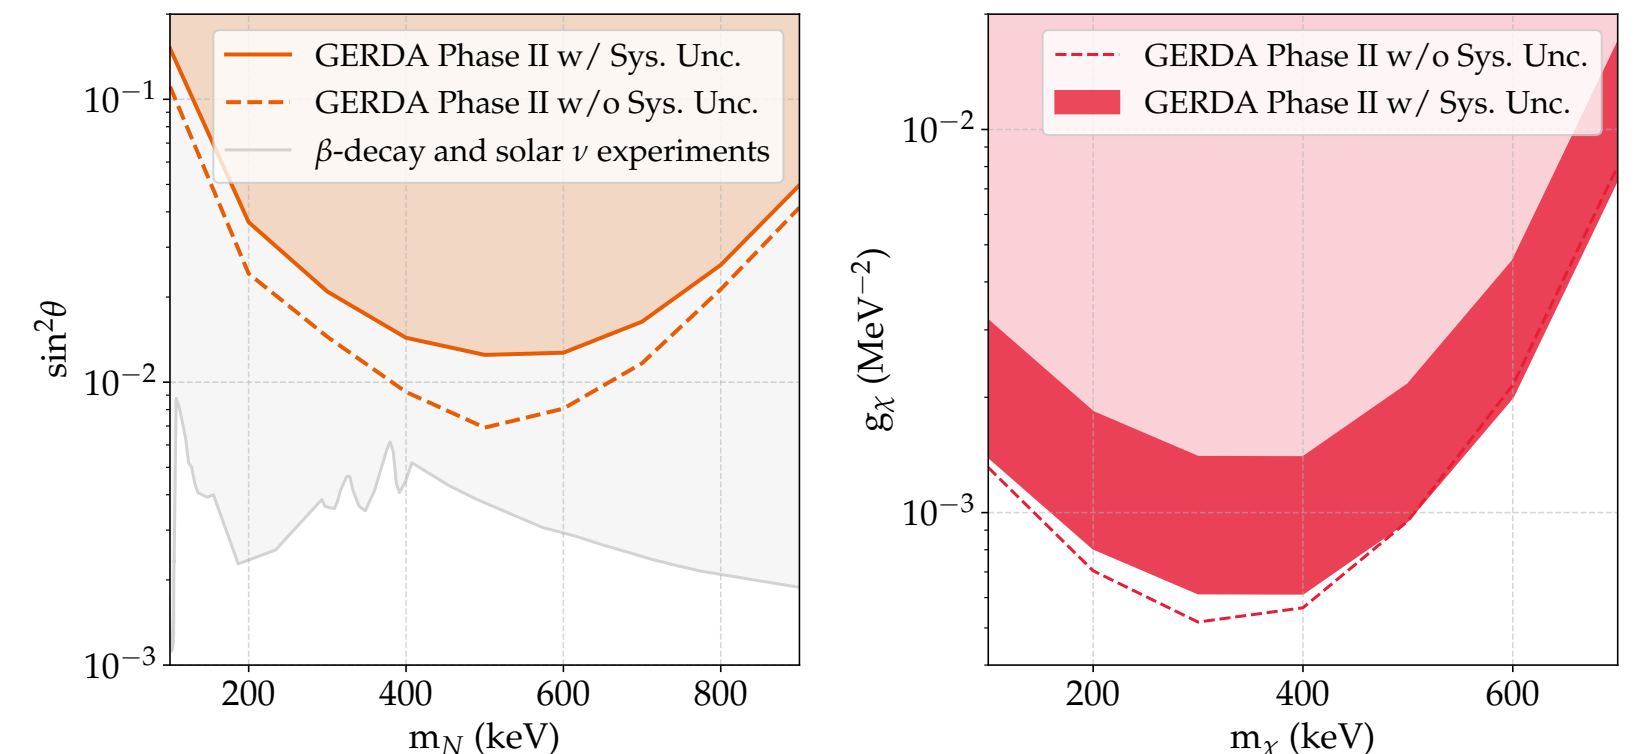 GERDA Phase II w/ Sys. Unc.
GERDA Phase II w/o Sys. Unc.
β-decay and solar ν experiments
10⁻¹
10⁻²
10⁻³
sin²θ
200 400 600 800
m_N (keV)
GERDA Phase II w/o Sys. Unc.
GERDA Phase II w/ Sys. Unc.
10⁻²
10⁻³
g_χ (MeV⁻²)
200 400 600
m_χ (keV)